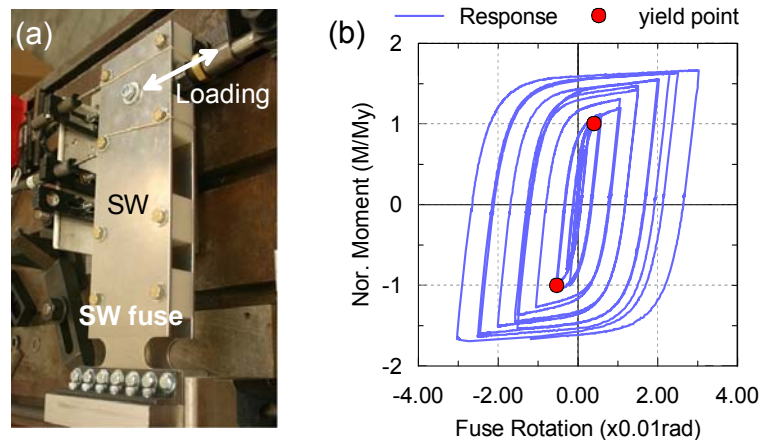 (a)
Loading
SW
SW fuse
(b)
Response
yield point
Nor. Moment (M/My)
2
1
0
-1
-2
-4.00 -2.00 0.00 2.00 4.00
Fuse Rotation (x0.01rad)